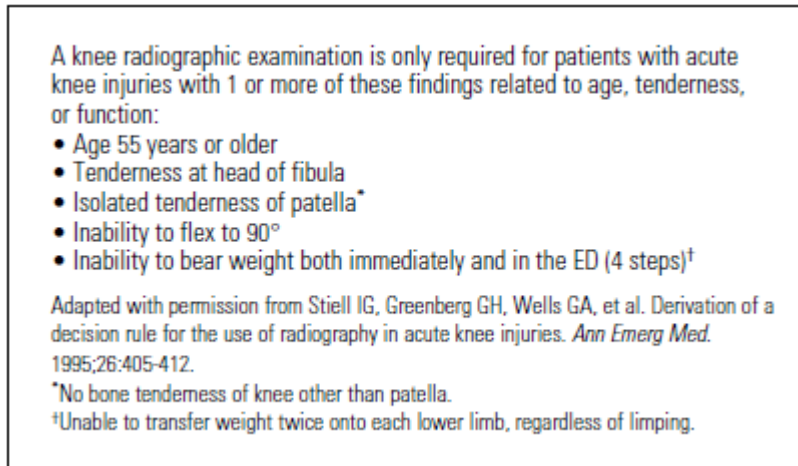 A knee radiographic examination is only required for patients with acute
knee injuries with 1 or more of these findings related to age, tenderness,
or function:
• Age 55 years or older
• Tenderness at head of fibula
• Isolated tenderness of patella*
• Inability to flex to 90°
• Inability to bear weight both immediately and in the ED (4 steps)†
Adapted with permission from Stiell IG, Greenberg GH, Wells GA, et al. Derivation of a
decision rule for the use of radiography in acute knee injuries. Ann Emerg Med.
1995;26:405-412.
*No bone tenderness of knee other than patella.
†Unable to transfer weight twice onto each lower limb, regardless of limping.